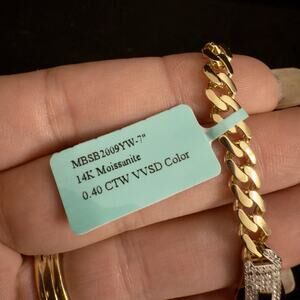 MBSB2009YW-7"
14K Moissanite
0.40 CTW VVSD Color